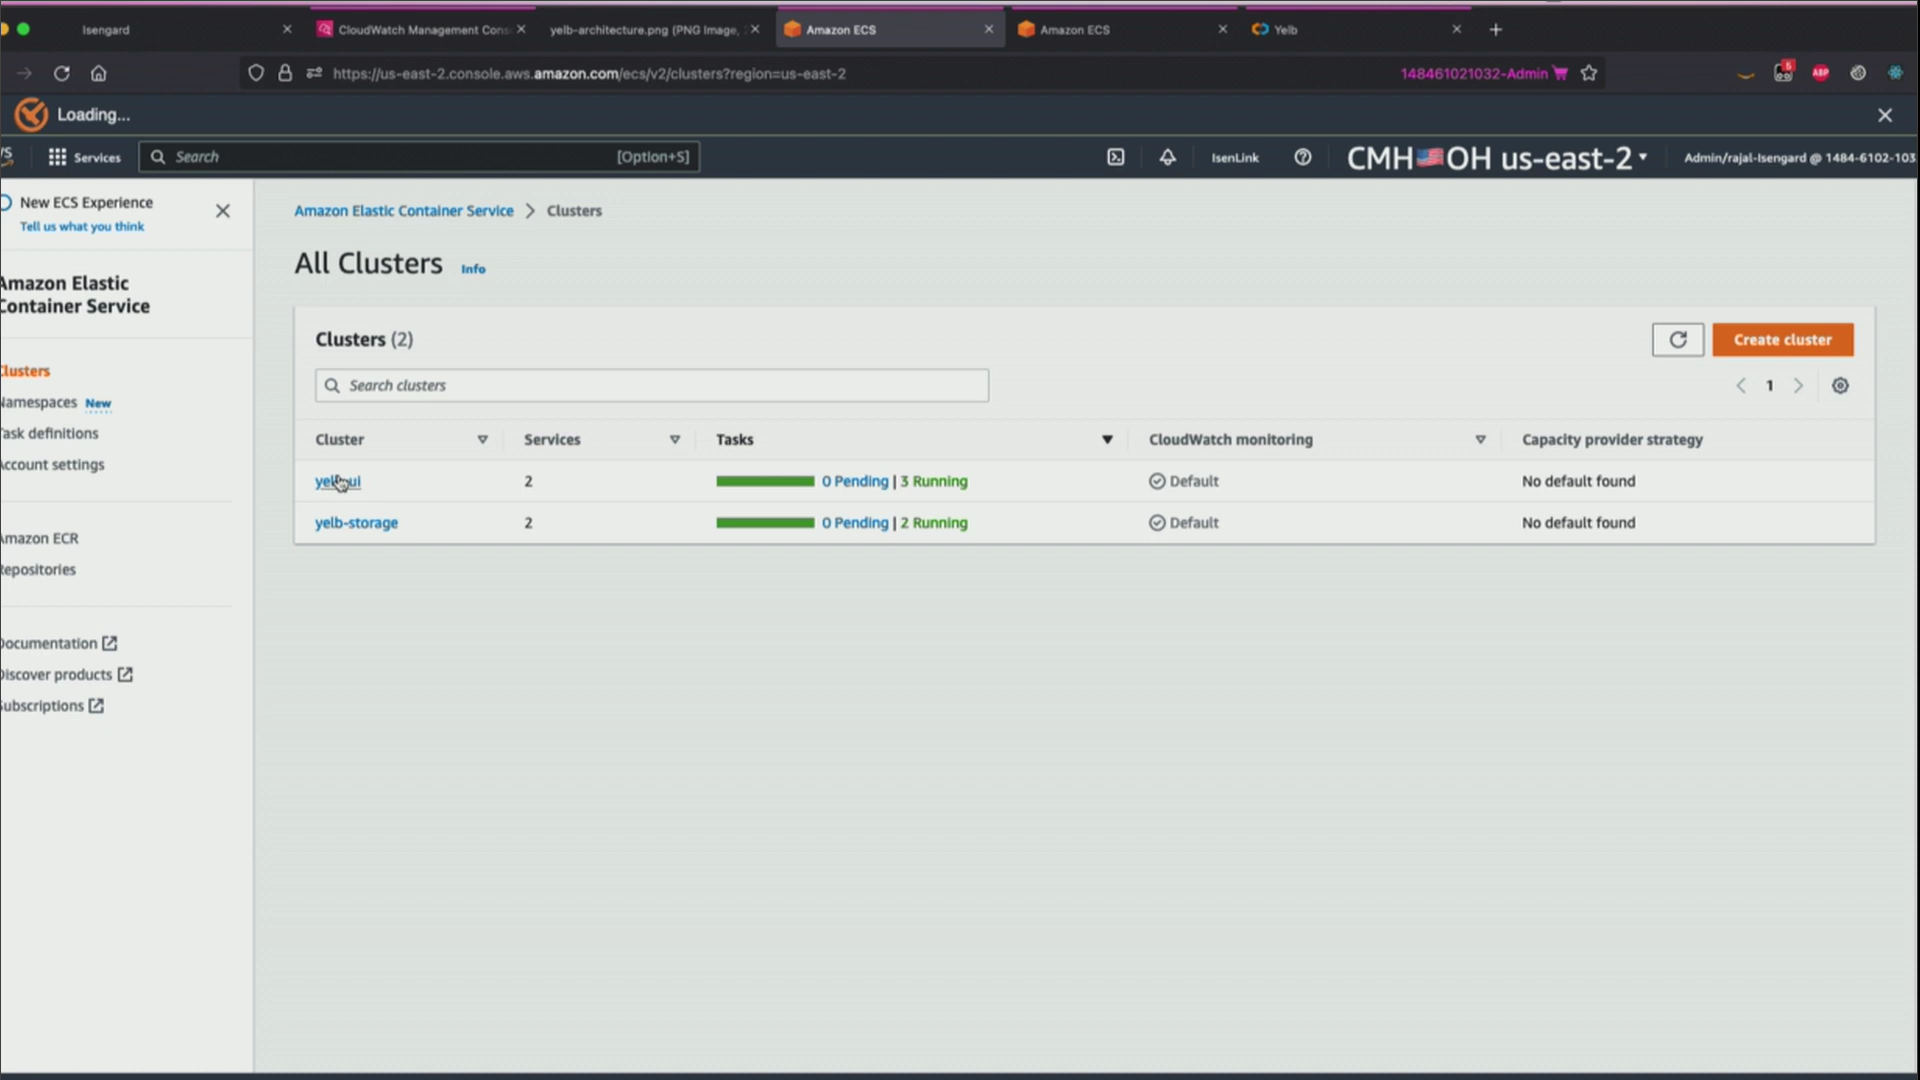 Isengard
CloudWatch Management Cons
yelb-architecture.png (PNG Image,
Amazon ECS
Amazon ECS
Yelb
https://us-east-2.console.aws.amazon.com/ecs/v2/clusters?region=us-east-2
148461021032-Admin
5
ABP
Loading...
Services
Search
[Option+S]
IsenLink
CMH🇺🇸OH us-east-2
Admin/rajal-Isengard @ 1484-6102-103
New ECS Experience
Tell us what you think
Amazon Elastic
Container Service
Clusters
Namespaces New
Task definitions
Account settings
Amazon ECR
Repositories
Documentation
Discover products
Subscriptions
Amazon Elastic Container Service > Clusters
All Clusters Info
Clusters (2)
Create cluster
Search clusters
1
Cluster Services Tasks CloudWatch monitoring Capacity provider strategy
yelb-ui 2 0 Pending | 3 Running Default No default found
yelb-storage 2 0 Pending | 2 Running Default No default found